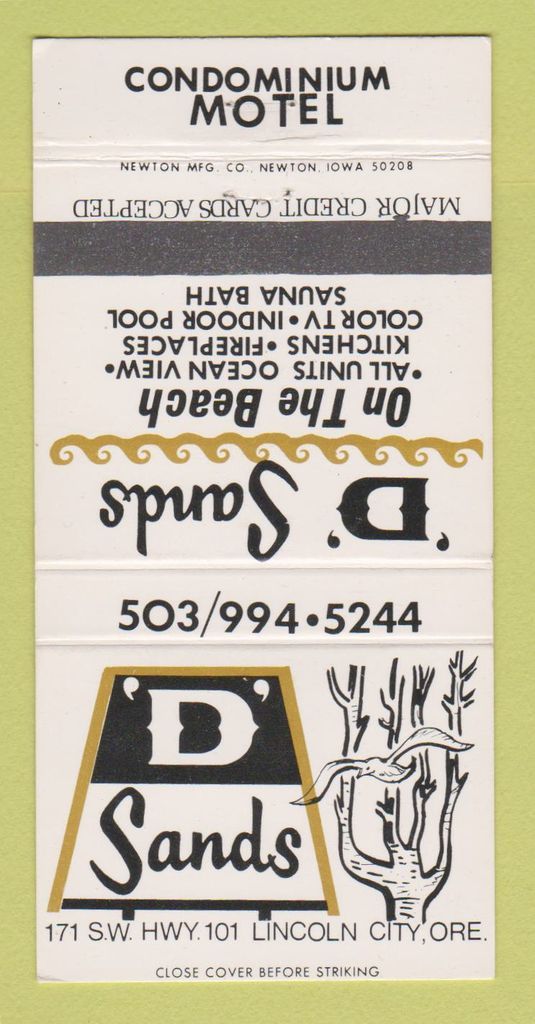 CONDOMINIUM
MOTEL
NEWTON MFG. CO., NEWTON, IOWA 50208
MAJOR CREDIT CARDS ACCEPTED
'D' Sands
On The Beach
•ALL UNITS OCEAN VIEW•
KITCHENS •FIREPLACES
COLOR TV•INDOOR POOL
SAUNA BATH
503/994•5244
'D'
Sands
171 S.W. HWY. 101 LINCOLN CITY, ORE.
CLOSE COVER BEFORE STRIKING